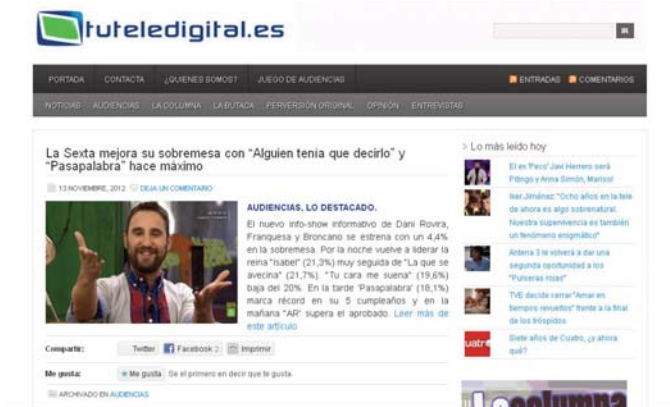 tuteledigital.es
IR
PORTADA CONTACTA ¿QUIENES SOMOS? JUEGO DE AUDIENCIAS
ENTRADAS COMENTARIOS
NOTICIAS AUDIENCIAS LA COLUMNA LA BUTACA PERVERSIÓN ORIGINAL OPINIÓN ENTREVISTAS
La Sexta mejora su sobremesa con "Alguien tenía que decirlo" y
"Pasapalabra" hace máximo
13 NOVIEMBRE, 2012 DEJA UN COMENTARIO
AUDIENCIAS, LO DESTACADO.
El nuevo info-show informativo de Dani Rovira,
Franquesa y Broncano se estrena con un 4,4%
en la sobremesa. Por la noche vuelve a liderar la
reina "Isabel" (21,3%) muy seguida de "La que se
avecina" (21,7%). "Tu cara me suena" (19,6%)
baja del 20%. En la tarde 'Pasapalabra' (18,1%)
marca récord en su 5 cumpleaños y en la
mañana "AR" supera el aprobado. Leer más de
este artículo
Compartir: Twitter Facebook 2 Imprimir
Me gusta: Me gusta Se el primero en decir que te gusta.
ARCHIVADO EN AUDIENCIAS
> Lo más leído hoy
El ex 'Peco' Javi Herrero será
Pitingo y Anna Simón, Marisol
Iker Jiménez: "Ocho años en la tele
de ahora es algo sobrenatural.
Nuestra supervivencia es también
un fenómeno enigmático"
Antena 3 le volverá a dar una
segunda oportunidad a los
"Pulseras rojas"
TVE decide cerrar "Amar en
tiempos revueltos" frente a la final
de los tróspidos
uatr
Siete años de Cuatro, ¿y ahora
qué?
Lacolumna